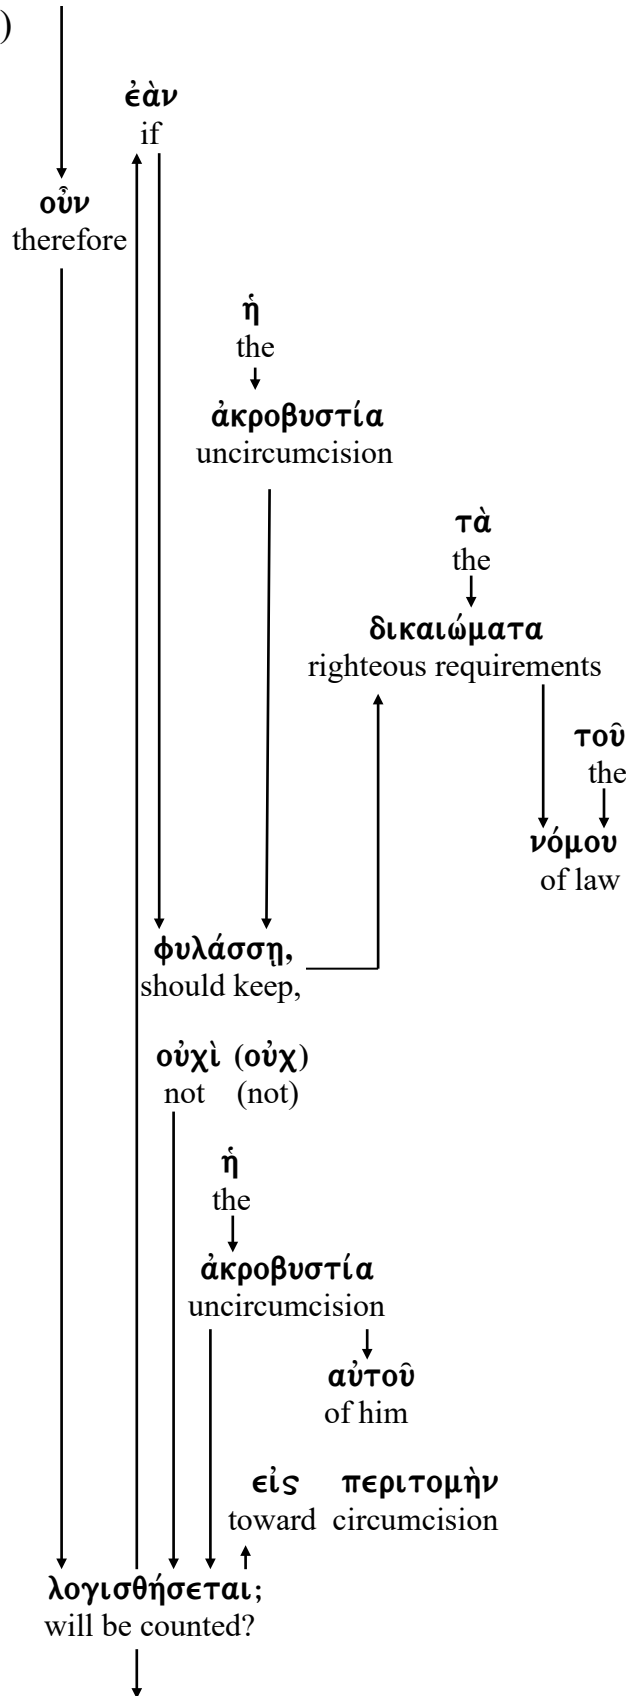 )
ἐὰν
if
οὖν
therefore
ἡ
the
ἀκροβυστία
uncircumcision
τὰ
the
δικαιώματα
righteous requirements
τοῦ
the
νόμου
of law
φυλάσσῃ,
should keep,
οὐχὶ (οὐχ)
not (not)
ἡ
the
ἀκροβυστία
uncircumcision
αὐτοῦ
of him
εἰς περιτομὴν
toward circumcision
λογισθήσεται;
will be counted?